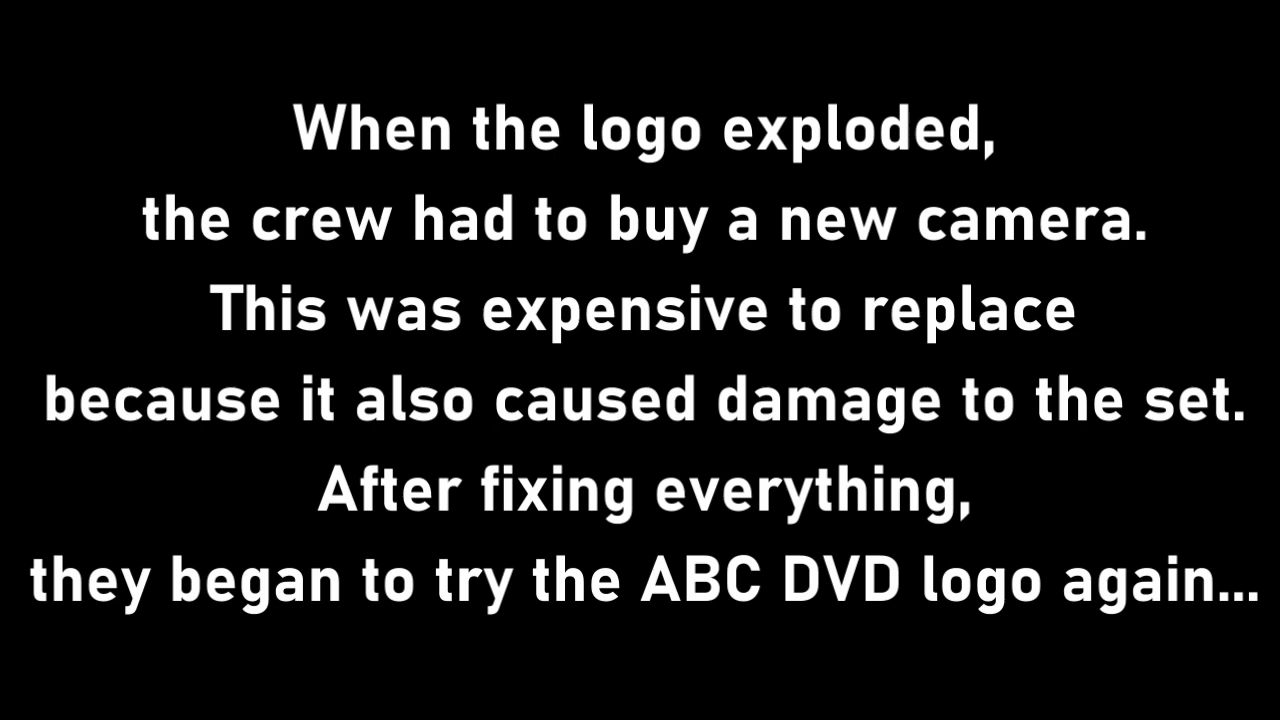 When the logo exploded,
the crew had to buy a new camera.
This was expensive to replace
because it also caused damage to the set.
After fixing everything,
they began to try the ABC DVD logo again...